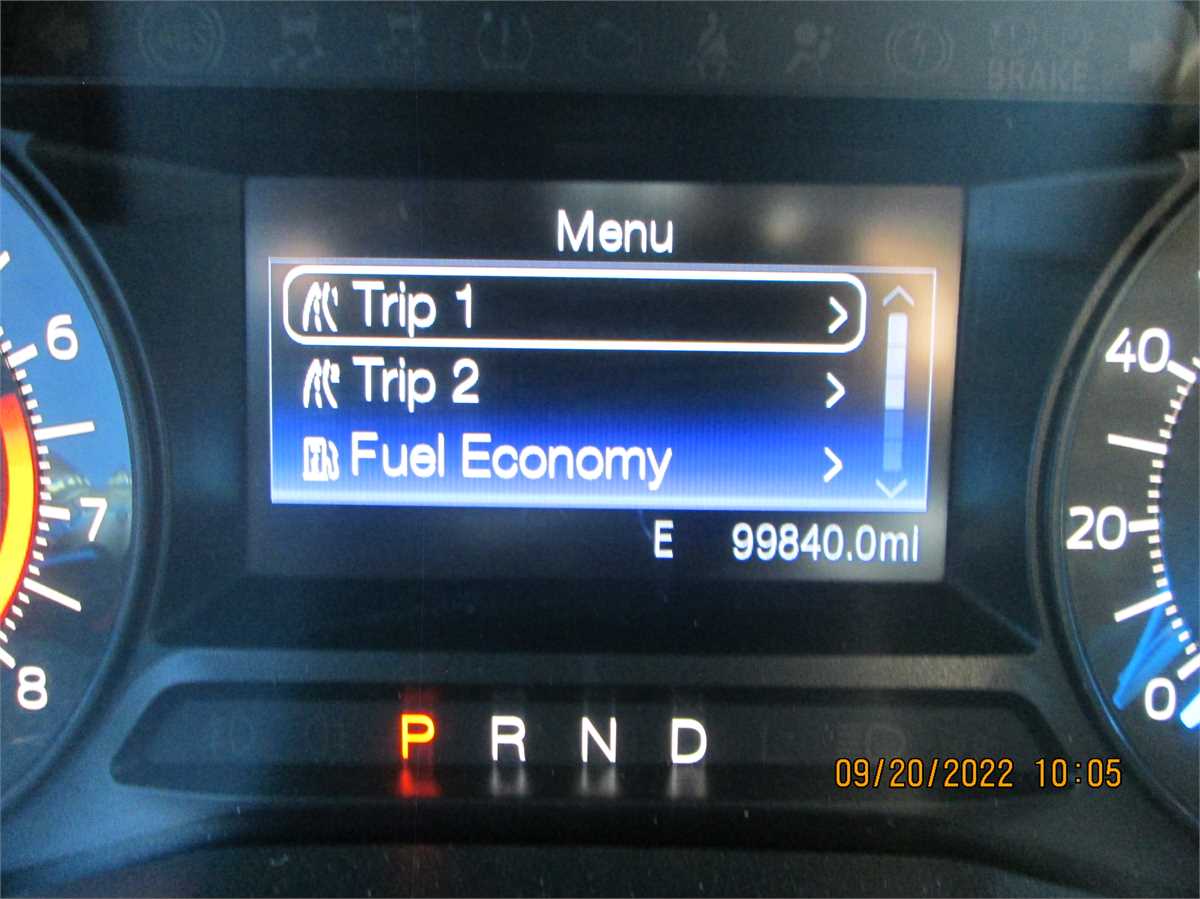 BRAKE
Menu
Trip 1
Trip 2
Fuel Economy
E 99840.0mi
6
7
8
40
20
0
P R N D
09/20/2022 10:05